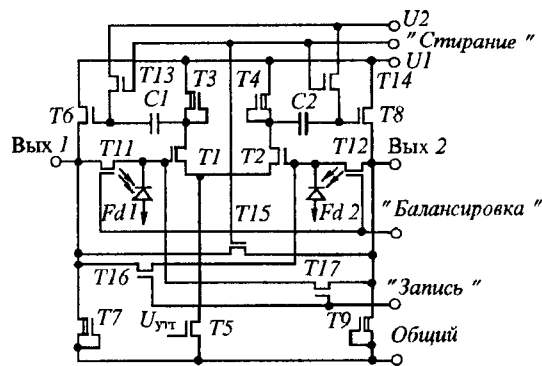 U2
"Стирание"
U1
T13
T3
T4
T14
T6
C1
C2
T8
Вых 1
T11
T1
T2
T12
Вых 2
Fd 1
Fd 2
T15
"Балансировка"
T16
T17
"Запись"
T7
Uутт
T5
T9
Общий